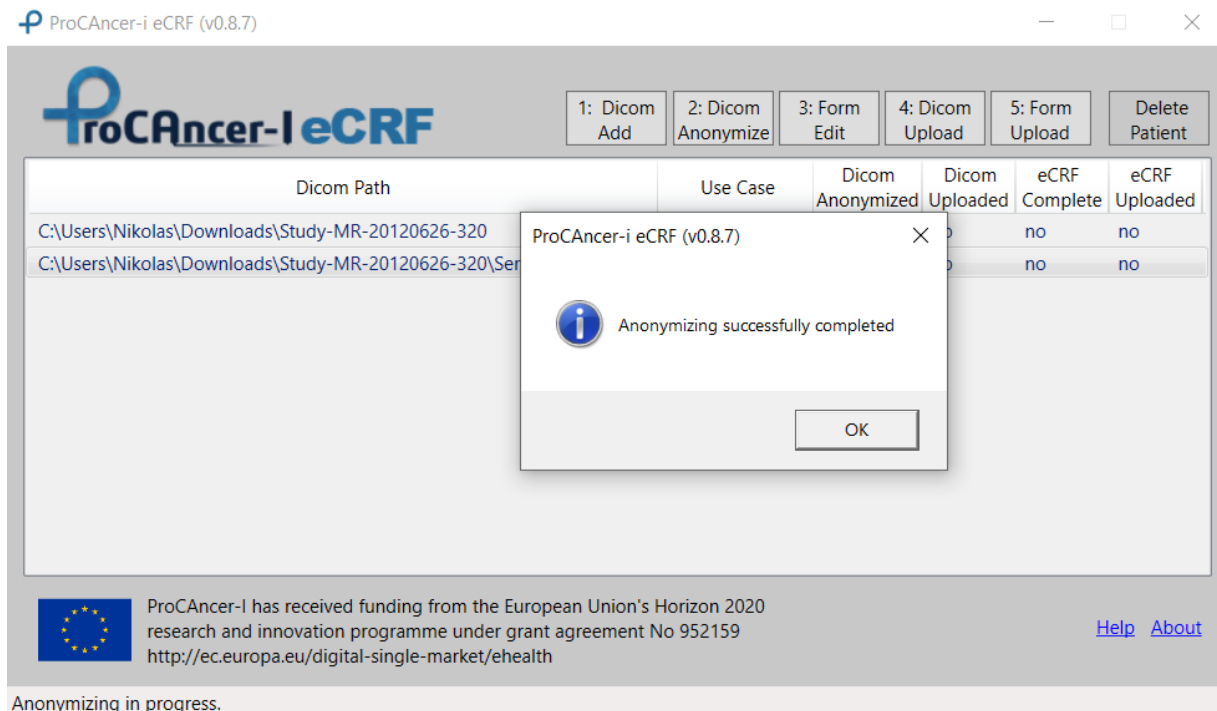 ProCAncer-i eCRF (v0.8.7)
ProCAncer-I eCRF
1: Dicom Add
2: Dicom Anonymize
3: Form Edit
4: Dicom Upload
5: Form Upload
Delete Patient
Dicom Path
Use Case
Dicom Anonymized
Dicom Uploaded
eCRF Complete
eCRF Uploaded
C:\Users\Nikolas\Downloads\Study-MR-20120626-320
no no
C:\Users\Nikolas\Downloads\Study-MR-20120626-320\Ser
no no
ProCAncer-i eCRF (v0.8.7)
Anonymizing successfully completed
OK
ProCAncer-I has received funding from the European Union's Horizon 2020
research and innovation programme under grant agreement No 952159
http://ec.europa.eu/digital-single-market/ehealth
Help About
Anonymizing in progress.